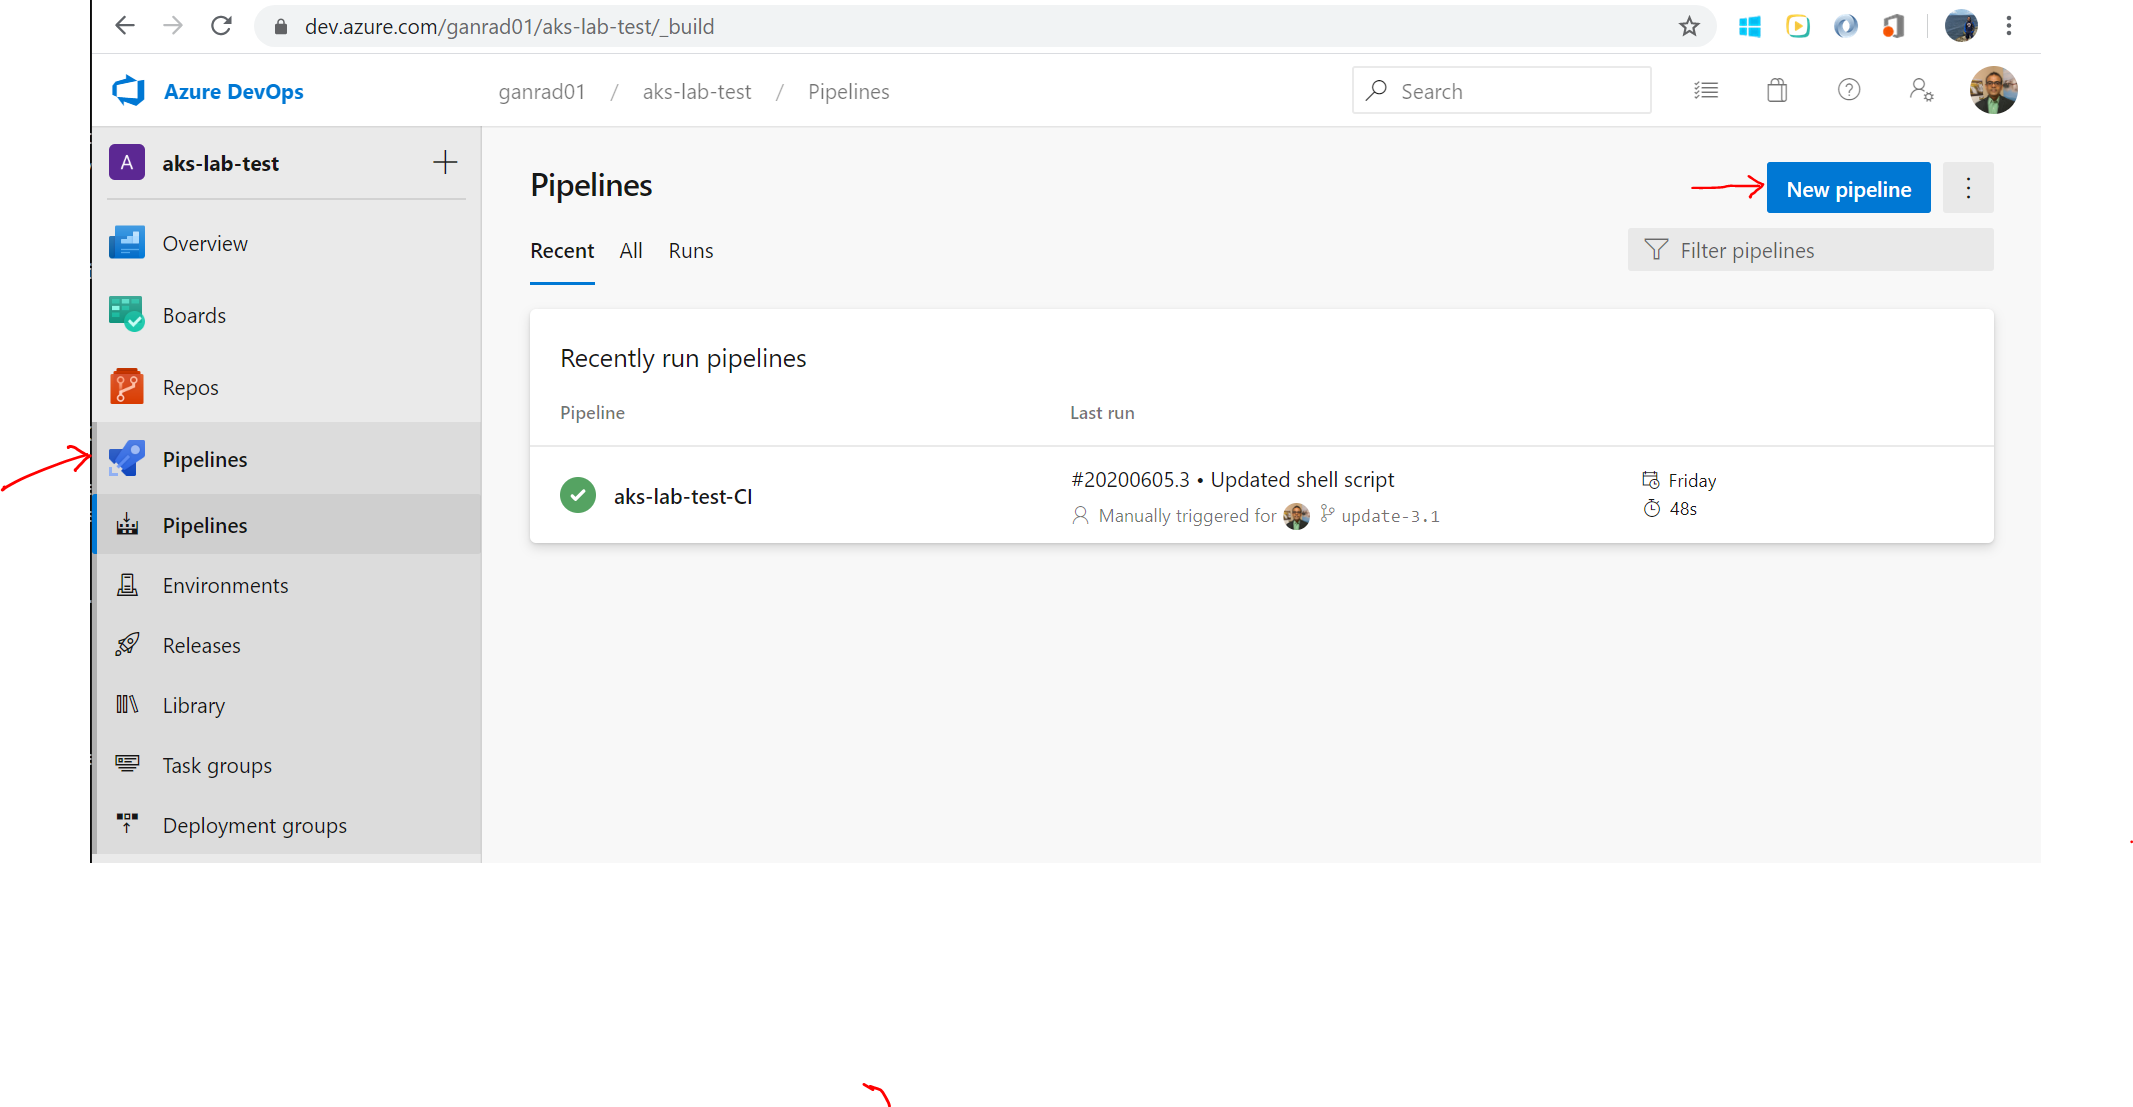 dev.azure.com/ganrad01/aks-lab-test/_build
Azure DevOps
ganrad01 / aks-lab-test / Pipelines
Search
A aks-lab-test
Overview
Boards
Repos
Pipelines
Pipelines
Environments
Releases
Library
Task groups
Deployment groups
Pipelines
New pipeline
Recent All Runs
Filter pipelines
Recently run pipelines
Pipeline Last run
aks-lab-test-CI
#20200605.3 • Updated shell script
Manually triggered for update-3.1
Friday
48s